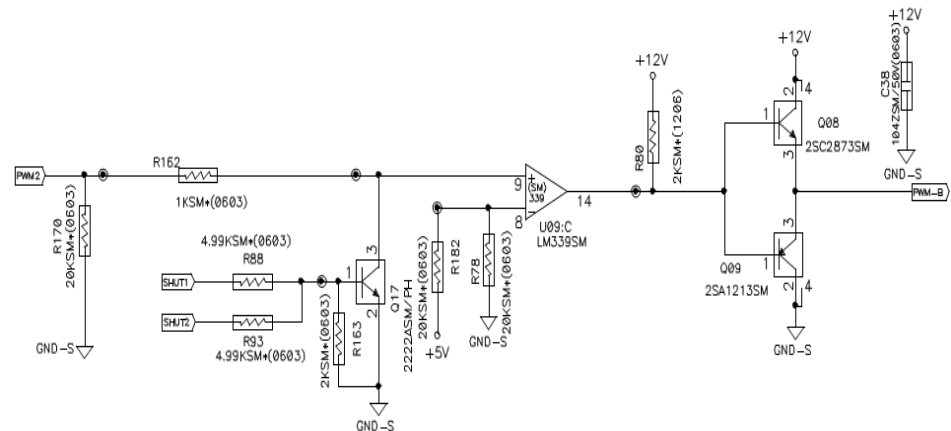 +12V
C38
104ZSM/50V(0603)
GND-S
+12V
2 4
1
Q08
2SC2873SM
3
+12V
R80
2KSM*(1206)
PWM2
R162
1KSM*(0603)
R170
20KSM*(0603)
GND-S
9
+
(SM)
339
-
8
14
U09:C
LM339SM
PWM-B
4.99KSM*(0603)
R88
SHUT1
SHUT2
R93
4.99KSM*(0603)
2KSM*(0603)
R163
3
1
2
Q17
2222ASM/PH
GND-S
20KSM*(0603)
R182
+5V
R78
20KSM*(0603)
GND-S
3
Q09
1
2SA1213SM
2 4
GND-S